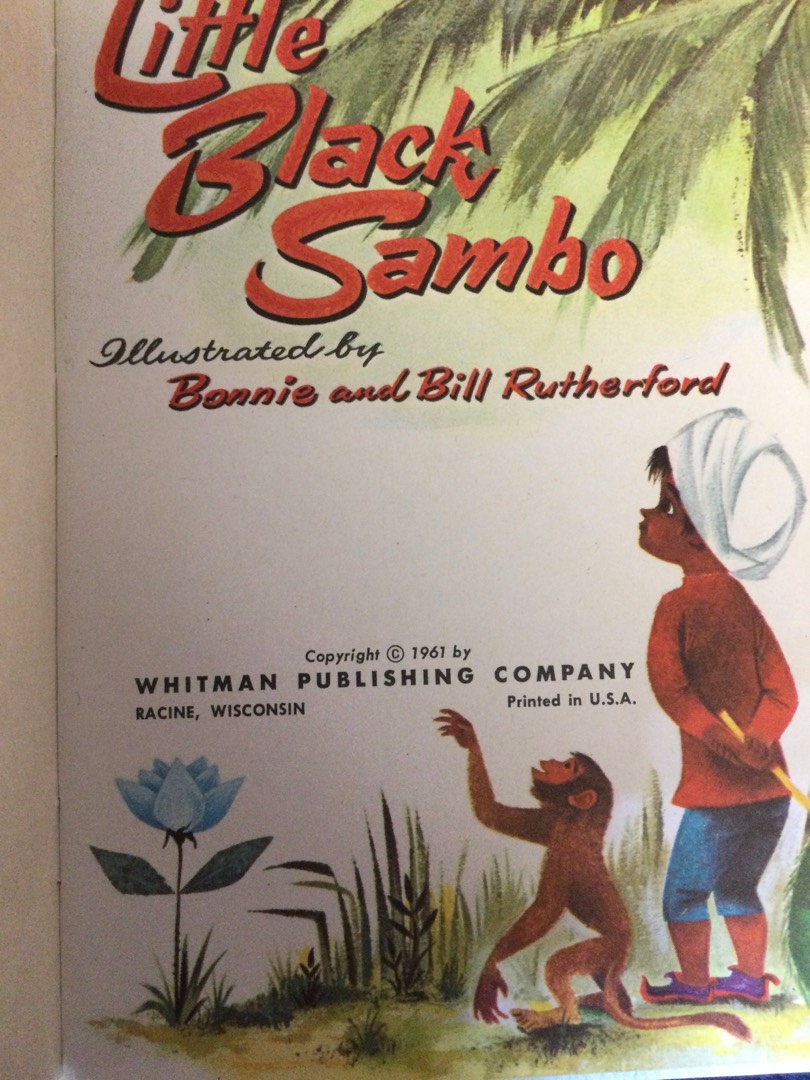 Little
Black
Sambo
Illustrated by
Bonnie and Bill Rutherford
Copyright © 1961 by
WHITMAN PUBLISHING COMPANY
RACINE, WISCONSIN Printed in U.S.A.